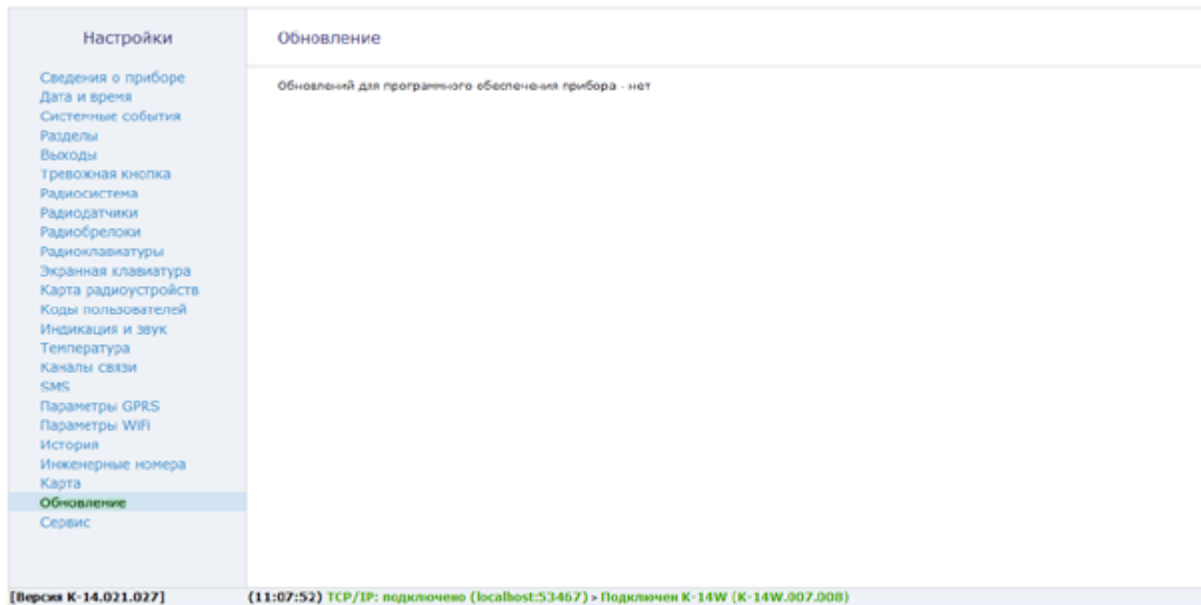 Настройки
Сведения о приборе
Дата и время
Системные события
Разделы
Выходы
Тревожная кнопка
Радиосистема
Радиодатчики
Радиобрелоки
Радиоклавиатуры
Экранная клавиатура
Карта радиоустройств
Коды пользователей
Индикация и звук
Температура
Каналы связи
SMS
Параметры GPRS
Параметры WiFi
История
Инженерные номера
Карта
Обновление
Сервис
Обновление
Обновлений для программного обеспечения прибора - нет
[Версия K-14.021.027]
(11:07:52) TCP/IP: подключено (localhost:53467) > Подключен K-14W (K-14W.007.008)